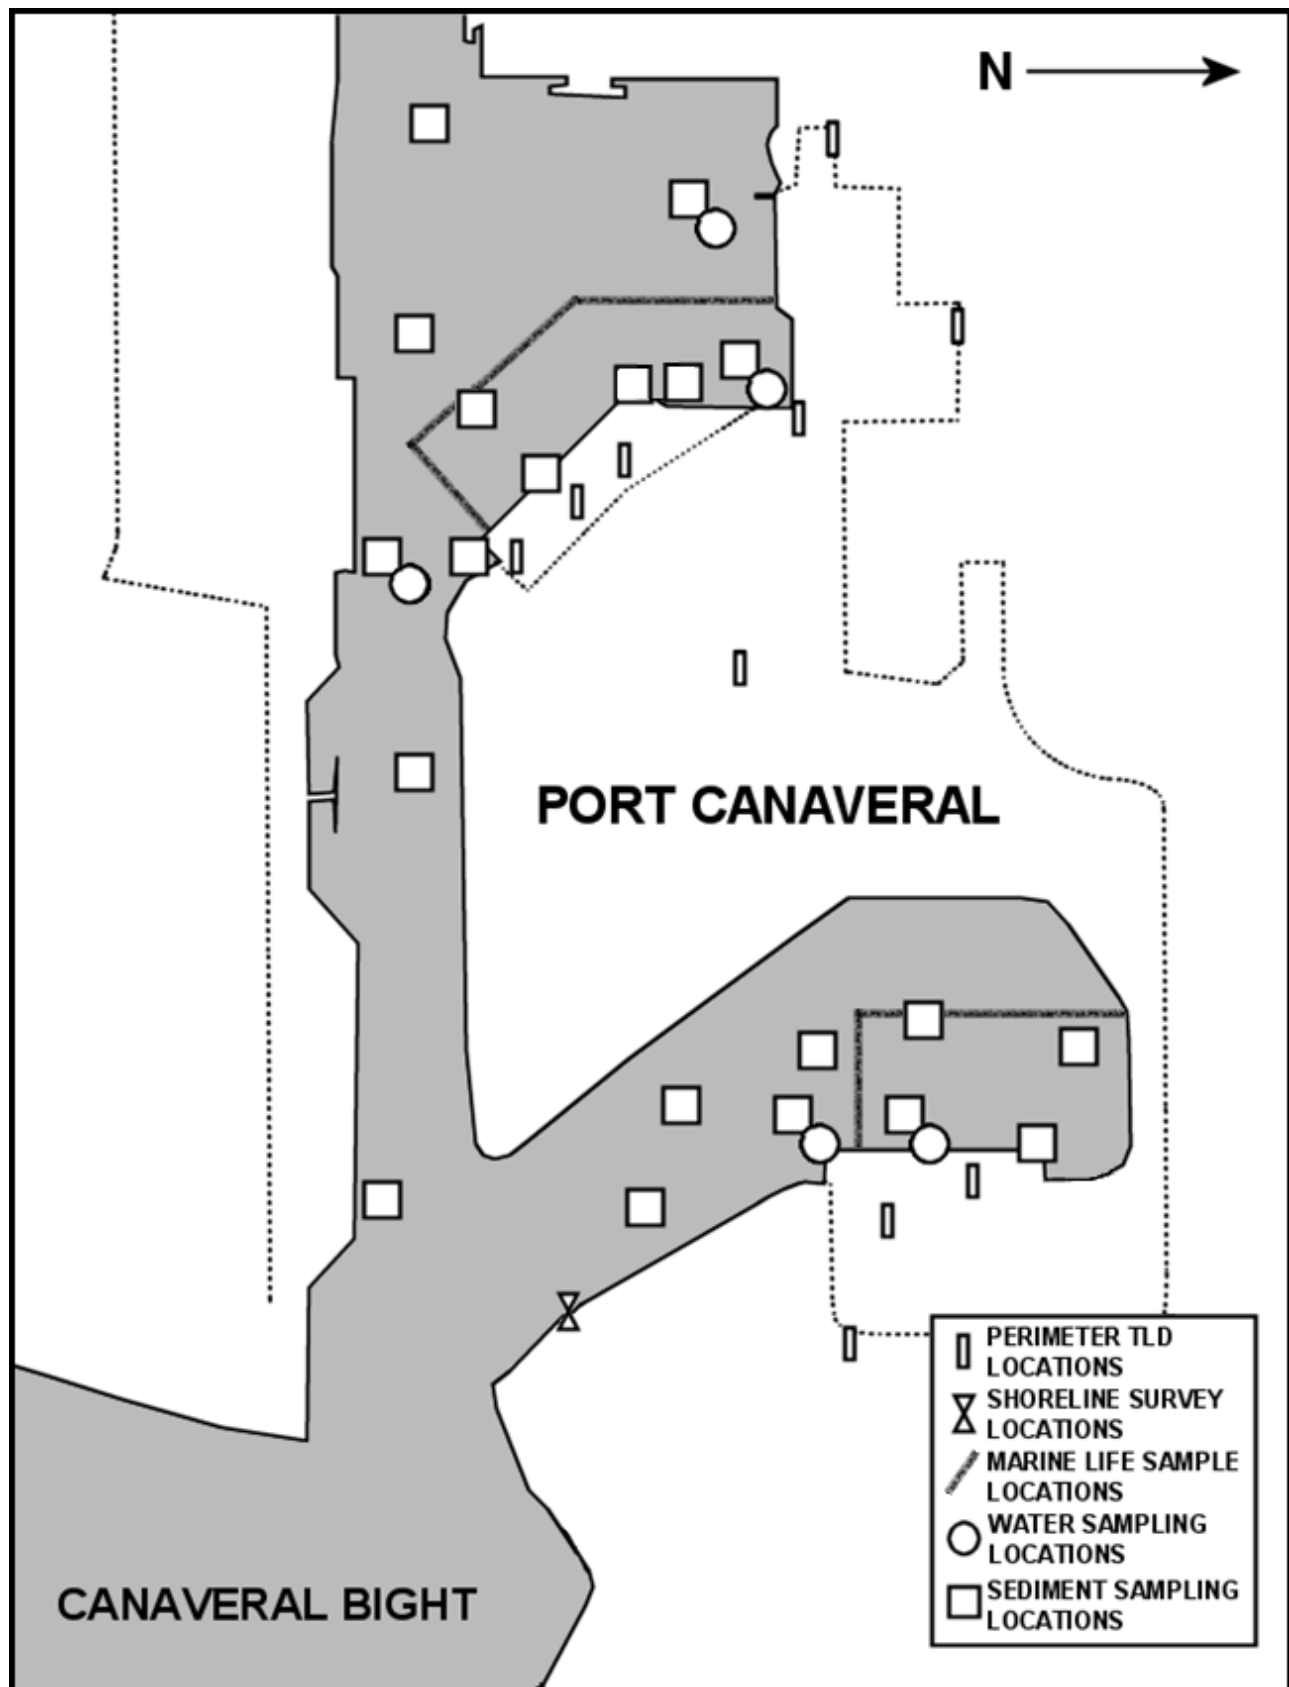 N
PORT CANAVERAL
PERIMETER TLD
LOCATIONS
SHORELINE SURVEY
LOCATIONS
MARINE LIFE SAMPLE
LOCATIONS
WATER SAMPLING
LOCATIONS
SEDIMENT SAMPLING
LOCATIONS
CANAVERAL BIGHT